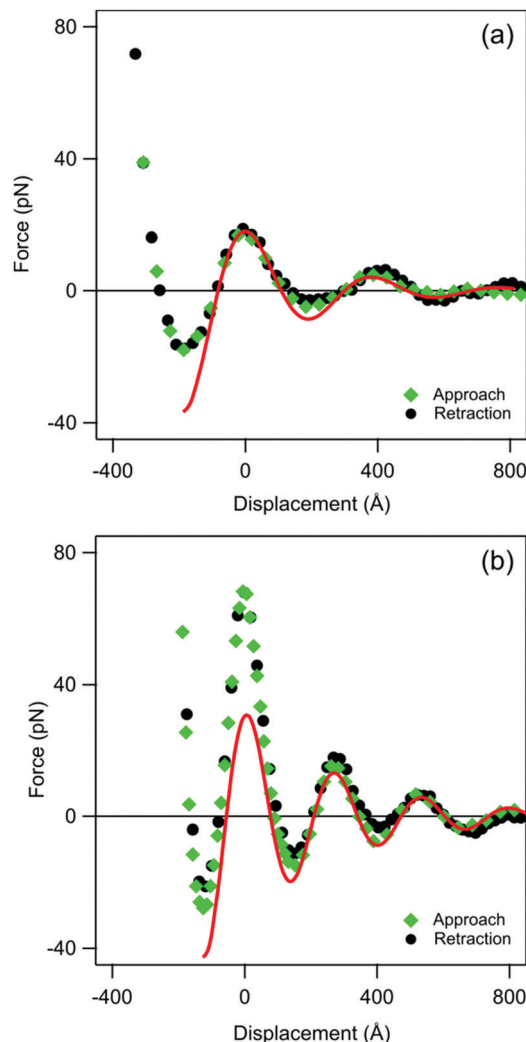 80
(a)
40
Force (pN)
0
Approach
Retraction
-40
-400
0
400
800
Displacement (Å)
80
(b)
40
Force (pN)
0
Approach
Retraction
-40
-400
0
400
800
Displacement (Å)